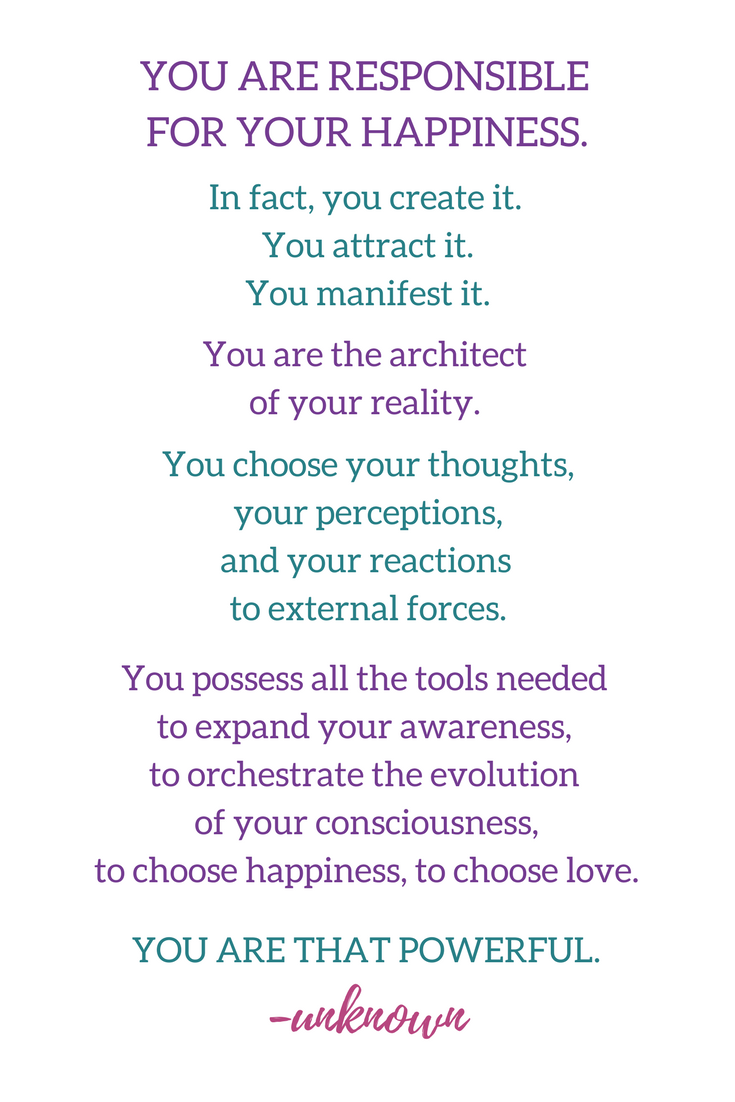 YOU ARE RESPONSIBLE
FOR YOUR HAPPINESS.
In fact, you create it.
You attract it.
You manifest it.
You are the architect
of your reality.
You choose your thoughts,
your perceptions,
and your reactions
to external forces.
You possess all the tools needed
to expand your awareness,
to orchestrate the evolution
of your consciousness,
to choose happiness, to choose love.
YOU ARE THAT POWERFUL.
-unknown